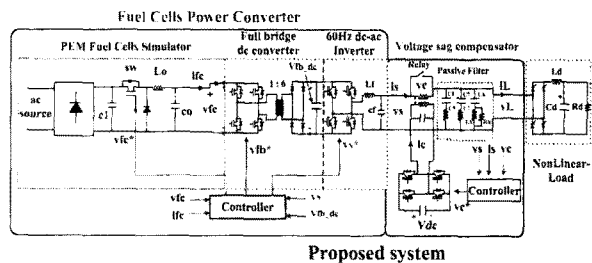 Fuel Cells Power Converter
PEM Fuel Cells Simulator
Full bridge
dc converter
60Hz dc-ac
Inverter
Voltage sag compensator
sw
Lo
ifc
vfc
ac
source
c1
co
vfc*
1:6
Vfb_dc
vfb*
Lf
cf
Is
vs
vs*
Relay
vc
Passive Filter
IL
vL
Ld
Cd
Rd
NonLinear-
Load
Ic
vs Is vc
Controller
vc*
Vdc
vfc
ifc
Controller
vs
Vfb_dc
Proposed system